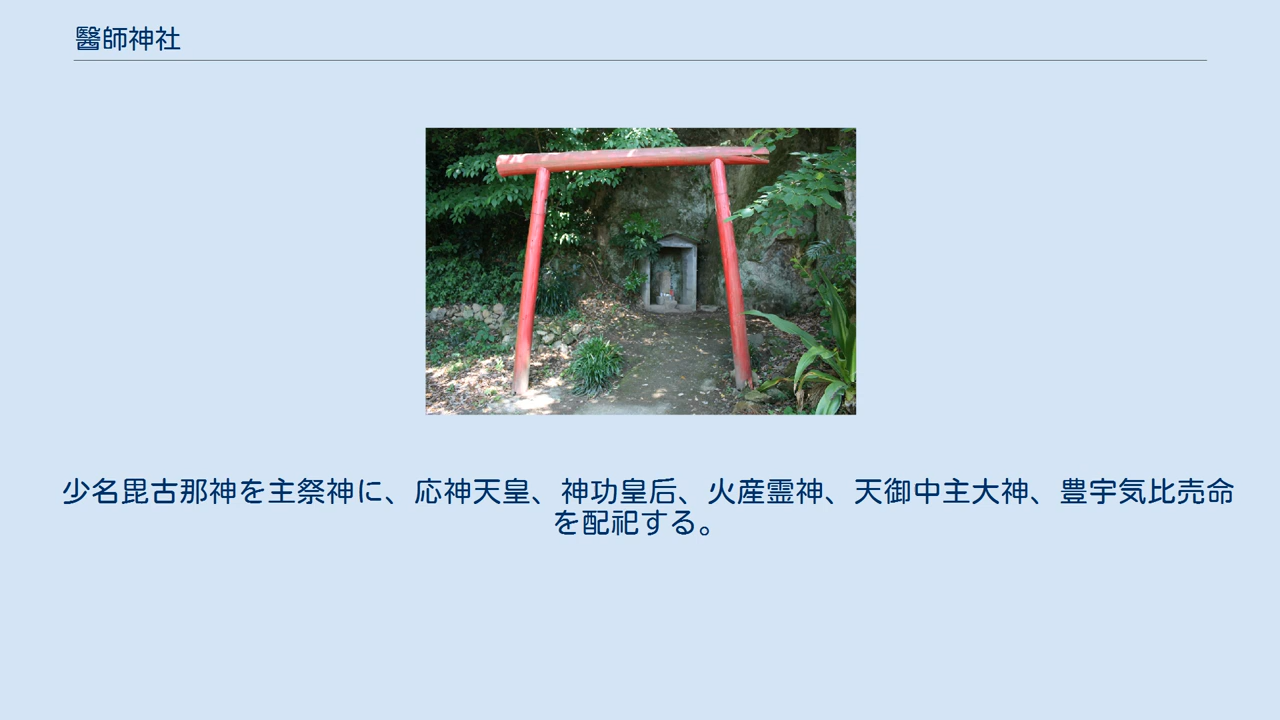 醫師神社
少名毘古那神を主祭神に、応神天皇、神功皇后、火産霊神、天御中主大神、豊宇気比売命
を配祀する。